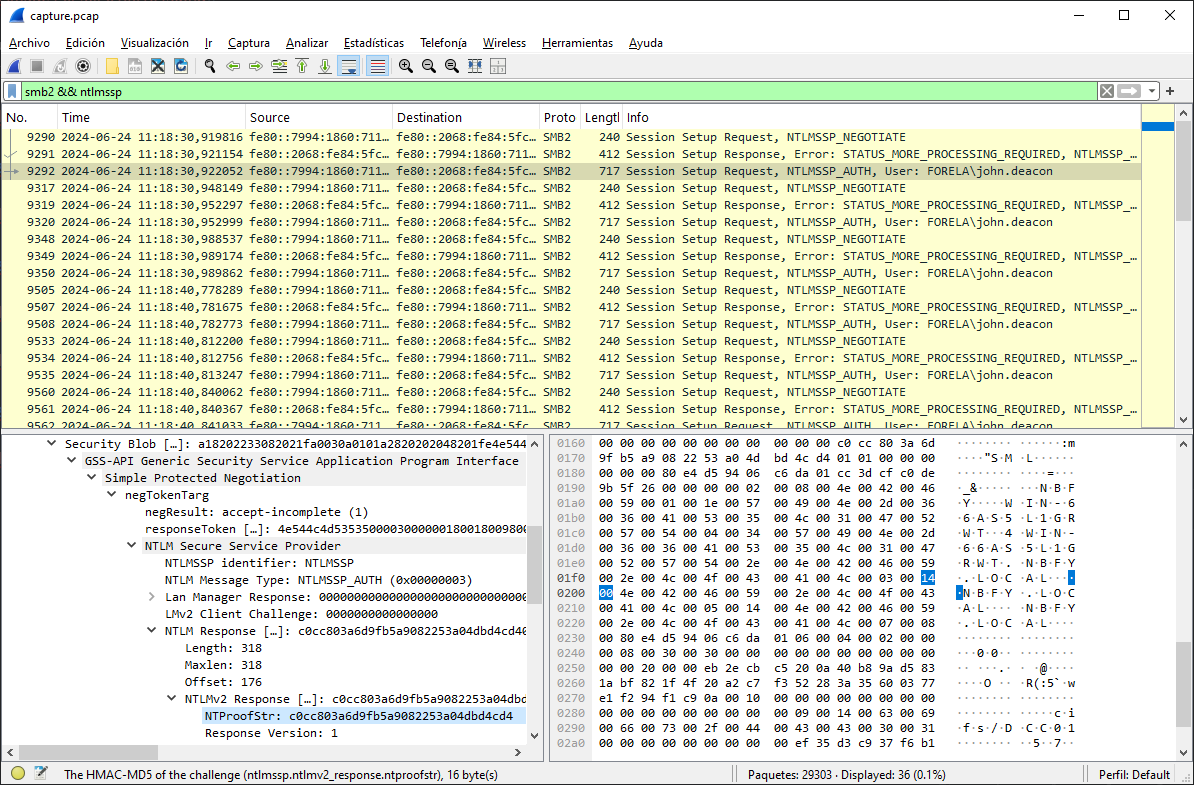 capture.pcap
Archivo Edición Visualización Ir Captura Analizar Estadísticas Telefonía Wireless Herramientas Ayuda
smb2 && ntlmssp
No. Time Source Destination Proto Lengtl Info
9290 2024-06-24 11:18:30,919816 fe80::7994:1860:711… fe80::2068:fe84:5fc… SMB2 240 Session Setup Request, NTLMSSP_NEGOTIATE
9291 2024-06-24 11:18:30,921154 fe80::2068:fe84:5fc… fe80::7994:1860:711… SMB2 412 Session Setup Response, Error: STATUS_MORE_PROCESSING_REQUIRED, NTLMSSP_…
9292 2024-06-24 11:18:30,922052 fe80::7994:1860:711… fe80::2068:fe84:5fc… SMB2 717 Session Setup Request, NTLMSSP_AUTH, User: FORELA\john.deacon
9317 2024-06-24 11:18:30,948149 fe80::7994:1860:711… fe80::2068:fe84:5fc… SMB2 240 Session Setup Request, NTLMSSP_NEGOTIATE
9319 2024-06-24 11:18:30,952297 fe80::2068:fe84:5fc… fe80::7994:1860:711… SMB2 412 Session Setup Response, Error: STATUS_MORE_PROCESSING_REQUIRED, NTLMSSP_…
9320 2024-06-24 11:18:30,952999 fe80::7994:1860:711… fe80::2068:fe84:5fc… SMB2 717 Session Setup Request, NTLMSSP_AUTH, User: FORELA\john.deacon
9348 2024-06-24 11:18:30,988537 fe80::7994:1860:711… fe80::2068:fe84:5fc… SMB2 240 Session Setup Request, NTLMSSP_NEGOTIATE
9349 2024-06-24 11:18:30,989174 fe80::2068:fe84:5fc… fe80::7994:1860:711… SMB2 412 Session Setup Response, Error: STATUS_MORE_PROCESSING_REQUIRED, NTLMSSP_…
9350 2024-06-24 11:18:30,989862 fe80::7994:1860:711… fe80::2068:fe84:5fc… SMB2 717 Session Setup Request, NTLMSSP_AUTH, User: FORELA\john.deacon
9505 2024-06-24 11:18:40,778289 fe80::7994:1860:711… fe80::2068:fe84:5fc… SMB2 240 Session Setup Request, NTLMSSP_NEGOTIATE
9507 2024-06-24 11:18:40,781675 fe80::2068:fe84:5fc… fe80::7994:1860:711… SMB2 412 Session Setup Response, Error: STATUS_MORE_PROCESSING_REQUIRED, NTLMSSP_…
9508 2024-06-24 11:18:40,782773 fe80::7994:1860:711… fe80::2068:fe84:5fc… SMB2 717 Session Setup Request, NTLMSSP_AUTH, User: FORELA\john.deacon
9533 2024-06-24 11:18:40,812200 fe80::7994:1860:711… fe80::2068:fe84:5fc… SMB2 240 Session Setup Request, NTLMSSP_NEGOTIATE
9534 2024-06-24 11:18:40,812756 fe80::2068:fe84:5fc… fe80::7994:1860:711… SMB2 412 Session Setup Response, Error: STATUS_MORE_PROCESSING_REQUIRED, NTLMSSP_…
9535 2024-06-24 11:18:40,813247 fe80::7994:1860:711… fe80::2068:fe84:5fc… SMB2 717 Session Setup Request, NTLMSSP_AUTH, User: FORELA\john.deacon
9560 2024-06-24 11:18:40,840062 fe80::7994:1860:711… fe80::2068:fe84:5fc… SMB2 240 Session Setup Request, NTLMSSP_NEGOTIATE
9561 2024-06-24 11:18:40,840367 fe80::2068:fe84:5fc… fe80::7994:1860:711… SMB2 412 Session Setup Response, Error: STATUS_MORE_PROCESSING_REQUIRED, NTLMSSP_…
9562 2024-06-24 11:18:40,841033 fe80::7994:1860:711… fe80::2068:fe84:5fc… SMB2 717 Session Setup Request, NTLMSSP_AUTH, User: FORELA\john.deacon
Security Blob […]: a18202233082021fa0030a0101a2820202048201fe4e544
GSS-API Generic Security Service Application Program Interface
Simple Protected Negotiation
negTokenTarg
negResult: accept-incomplete (1)
responseToken […]: 4e544c4d53535000030000001800180098000
NTLM Secure Service Provider
NTLMSSP identifier: NTLMSSP
NTLM Message Type: NTLMSSP_AUTH (0x00000003)
Lan Manager Response: 000000000000000000000000000
LMv2 Client Challenge: 0000000000000000
NTLM Response […]: c0cc803a6d9fb5a9082253a04dbd4cd40
Length: 318
Maxlen: 318
Offset: 176
NTLMv2 Response […]: c0cc803a6d9fb5a9082253a04dbd
NTProofStr: c0cc803a6d9fb5a9082253a04dbd4cd4
Response Version: 1
0160 00 00 00 00 00 00 00 00 00 00 00 c0 cc 80 3a 6d ········ ······:m
0170 9f b5 a9 08 22 53 a0 4d bd 4c d4 01 01 00 00 00 ····"S·M ·L······
0180 00 00 00 80 e4 d5 94 06 c6 da 01 cc 3d cf c0 de ········ ····=···
0190 9b 5f 26 00 00 00 00 02 00 08 00 4e 00 42 00 46 ·_&····· ···N·B·F
01a0 00 59 00 01 00 1e 00 57 00 49 00 4e 00 2d 00 36 ·Y·····W ·I·N·-·6
01b0 00 36 00 41 00 53 00 35 00 4c 00 31 00 47 00 52 ·6·A·S·5 ·L·1·G·R
01c0 00 57 00 54 00 04 00 34 00 57 00 49 00 4e 00 2d ·W·T···4 ·W·I·N·-
01d0 00 36 00 36 00 41 00 53 00 35 00 4c 00 31 00 47 ·6·6·A·S ·5·L·1·G
01e0 00 52 00 57 00 54 00 2e 00 4e 00 42 00 46 00 59 ·R·W·T·. ·N·B·F·Y
01f0 00 2e 00 4c 00 4f 00 43 00 41 00 4c 00 03 00 14 ·.·L·O·C ·A·L····
0200 00 4e 00 42 00 46 00 59 00 2e 00 4c 00 4f 00 43 ·N·B·F·Y ·.·L·O·C
0210 00 41 00 4c 00 05 00 14 00 4e 00 42 00 46 00 59 ·A·L···· ·N·B·F·Y
0220 00 2e 00 4c 00 4f 00 43 00 41 00 4c 00 07 00 08 ·.·L·O·C ·A·L····
0230 00 80 e4 d5 94 06 c6 da 01 06 00 04 00 02 00 00 ········ ········
0240 00 08 00 30 00 30 00 00 00 00 00 00 00 00 00 00 ···0·0·· ········
0250 00 00 00 20 00 00 eb 2e cb c5 20 0a 40 b8 9a d5 83
0260 1a bf 82 1f 4f 20 a2 c7 f3 52 28 3a 35 60 03 77 ····O ·· ·R(:5`·w
0270 e1 f2 94 f1 c9 0a 00 10 00 00 00 00 00 00 00 00 ········ ········
0280 00 00 00 00 00 00 00 00 00 09 00 14 00 63 00 69 ········ ·····c·i
0290 00 66 00 73 00 2f 00 44 00 43 00 43 00 30 00 31 ·f·s·/·D ·C·C·0·1
02a0 00 00 00 00 00 00 00 00 00 ef 35 d3 c9 37 f6 b1 ········ ··5··7··
The HMAC-MD5 of the challenge (ntlmssp.ntlmv2_response.ntproofstr), 16 byte(s)
Paquetes: 29303 · Displayed: 36 (0.1%)
Perfil: Default